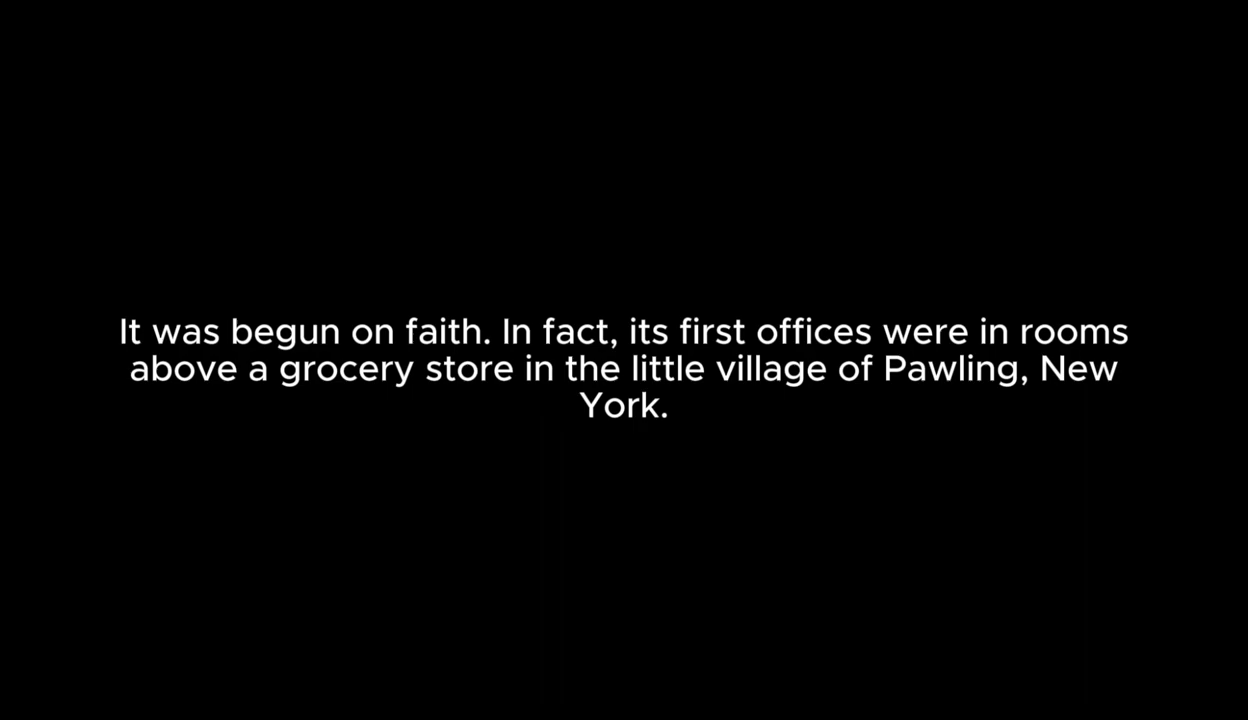 It was begun on faith. In fact, its first offices were in rooms
above a grocery store in the little village of Pawling, New
York.